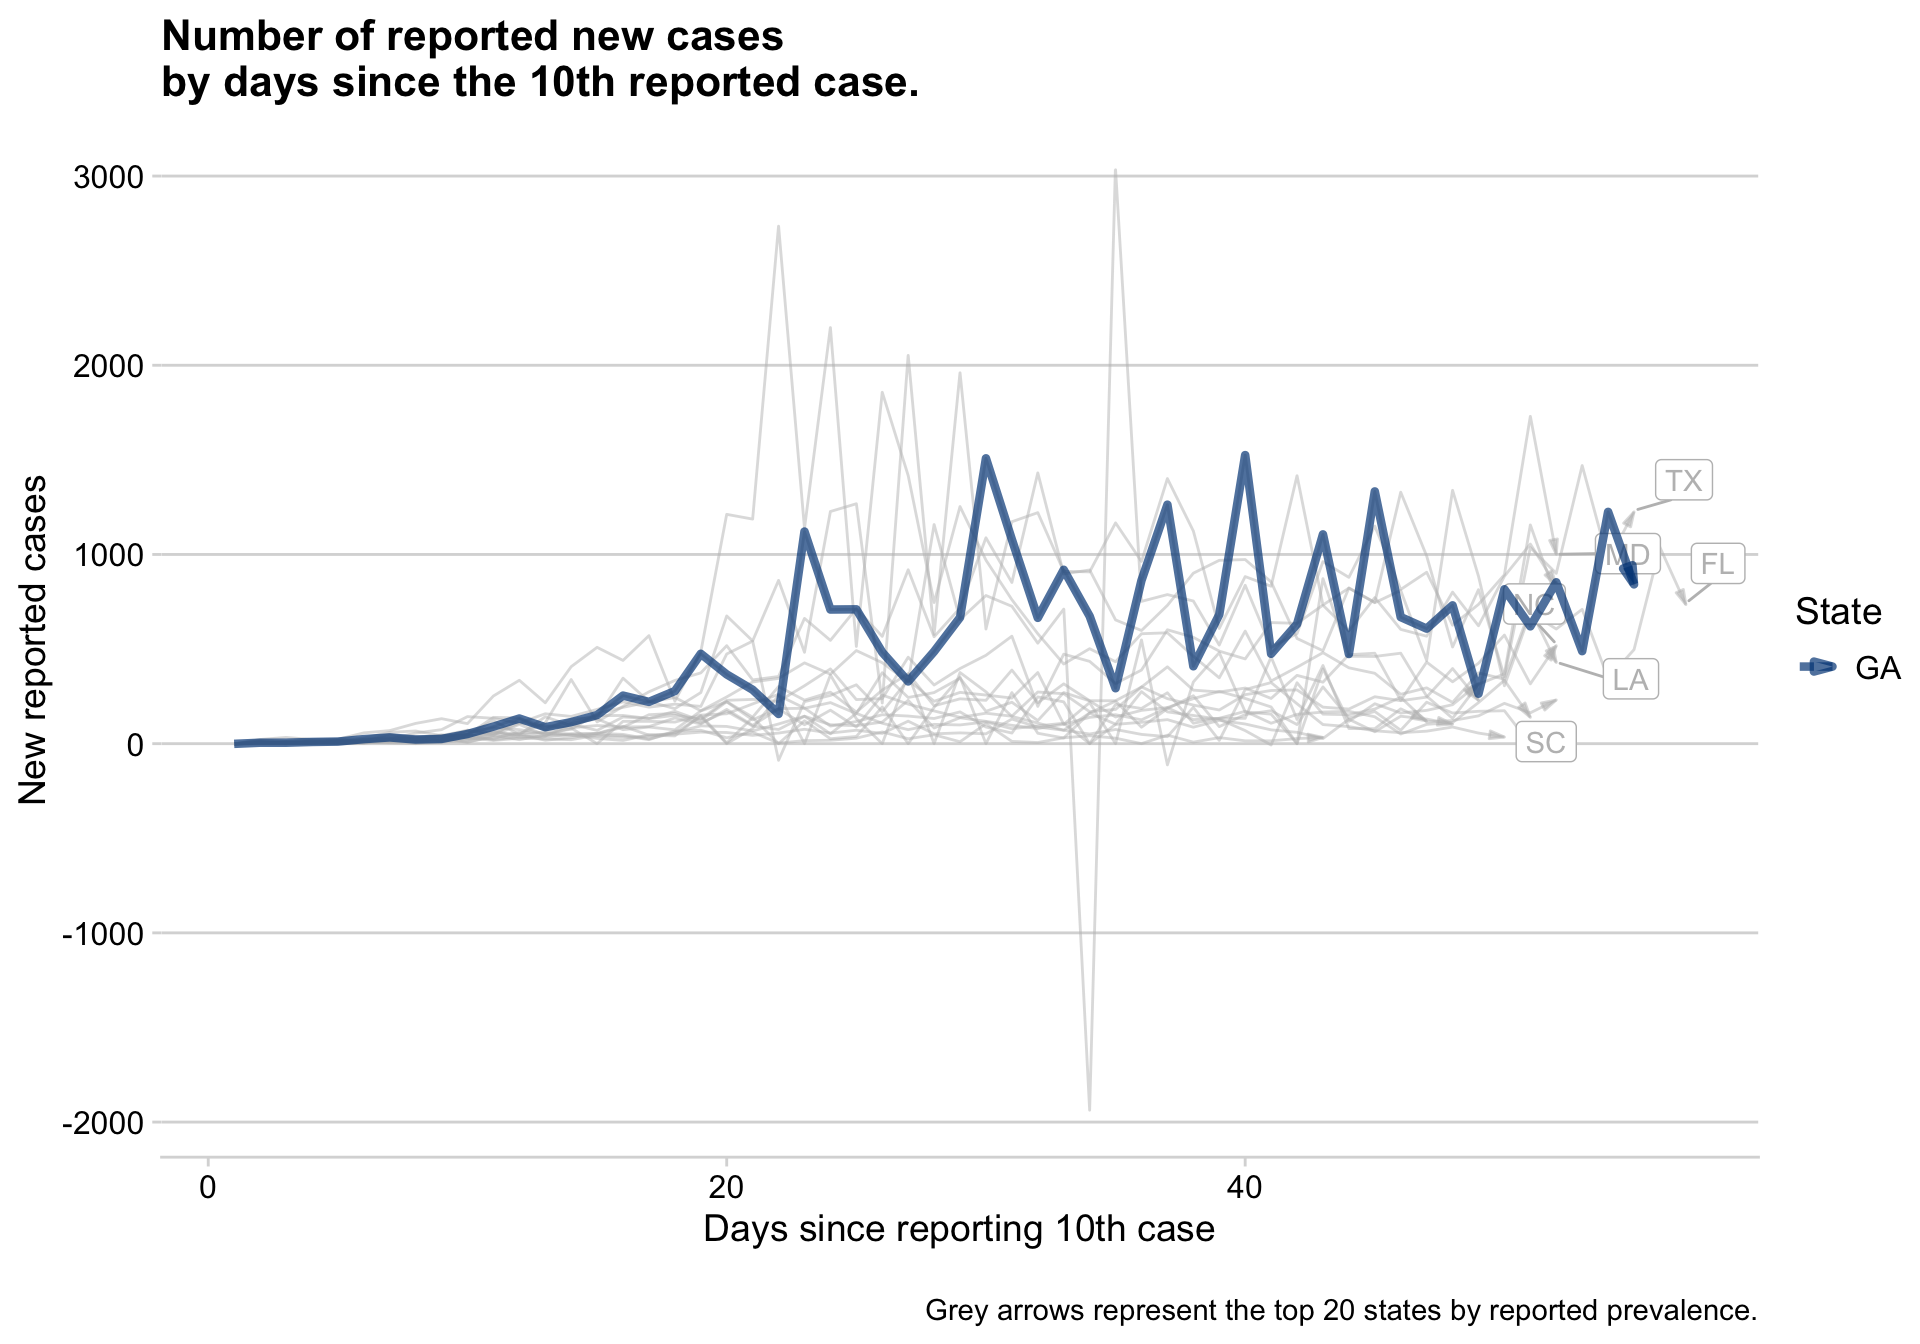 Number of reported new cases
by days since the 10th reported case.
New reported cases
3000
2000
1000
0
-1000
-2000
TX
MD
FL
NC
LA
SC
State
GA
0
20
40
Days since reporting 10th case
Grey arrows represent the top 20 states by reported prevalence.